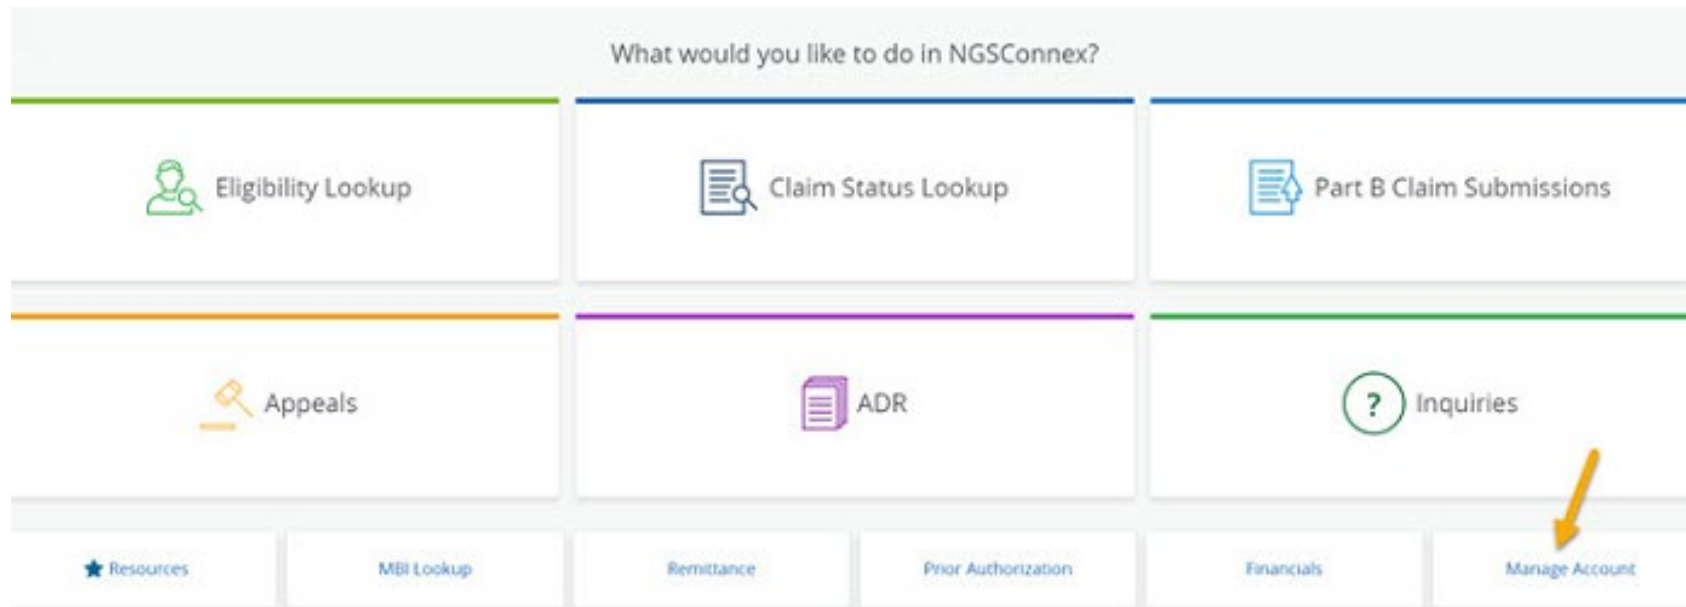 What would you like to do in NGSConnex?
Eligibility Lookup
Claim Status Lookup
Part B Claim Submissions
Appeals
ADR
? Inquiries
Resources
MBI Lookup
Remittance
Prior Authorization
Financials
Manage Account